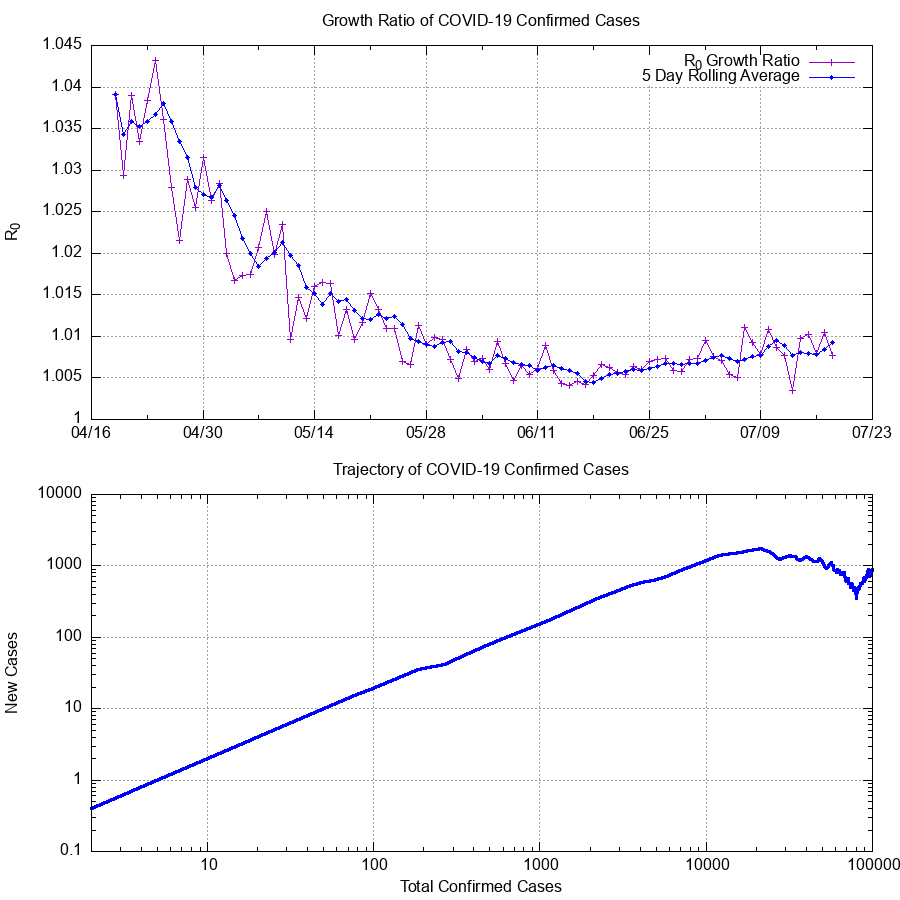 Growth Ratio of COVID-19 Confirmed Cases
R0 Growth Ratio
5 Day Rolling Average
1.045
1.04
1.035
1.03
1.025
1.02
1.015
1.01
1.005
1
R0
04/16 04/30 05/14 05/28 06/11 06/25 07/09 07/23
Trajectory of COVID-19 Confirmed Cases
10000
1000
100
10
1
0.1
New Cases
10 100 1000 10000 100000
Total Confirmed Cases